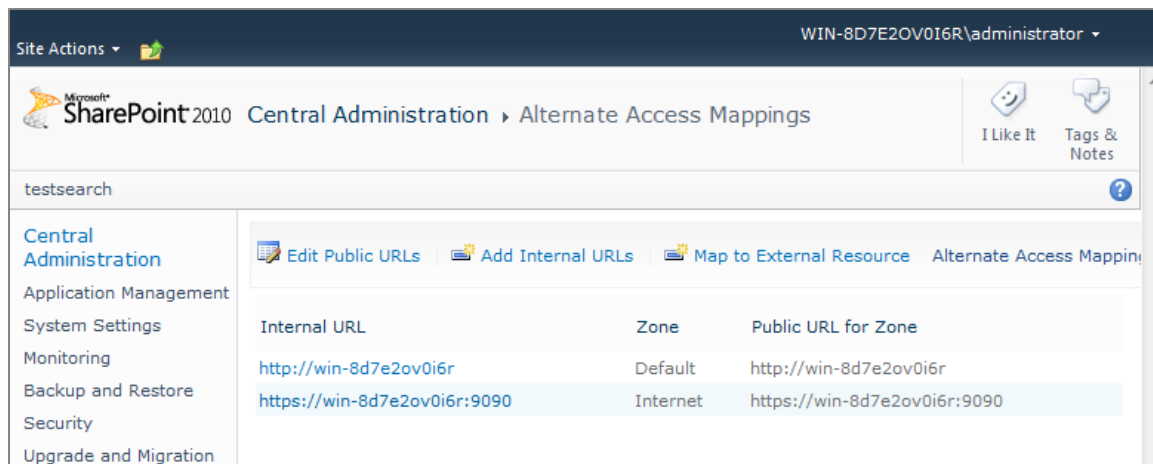 WIN-8D7E2OV0I6R\administrator
Site Actions
Microsoft
SharePoint 2010 Central Administration Alternate Access Mappings
I Like It Tags &
Notes
testsearch
Central
Administration
Edit Public URLs Add Internal URLs Map to External Resource Alternate Access Mapping
Application Management
System Settings
Internal URL Zone Public URL for Zone
Monitoring
http://win-8d7e2ov0i6r Default http://win-8d7e2ov0i6r
Backup and Restore
https://win-8d7e2ov0i6r:9090 Internet https://win-8d7e2ov0i6r:9090
Security
Upgrade and Migration